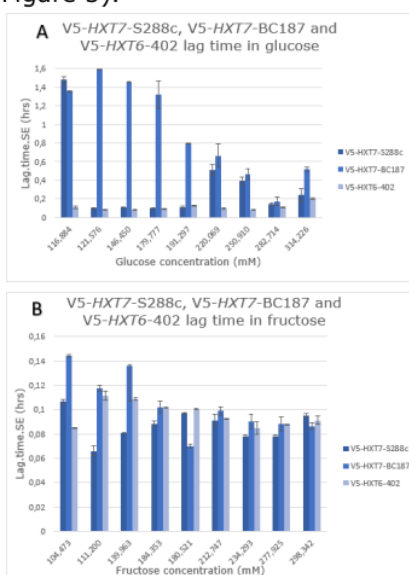 Figure
A V5-HXT7-S288c, V5-HXT7-BC187 and
V5-HXT6-402 lag time in glucose
Lag.time.SE (hrs)
1,6
1,4
1,2
1
0,8
0,6
0,4
0,2
0
116,884 121,576 146,450 179,777 191,297 220,069 250,910 282,714 314,226
Glucose concentration (mM)
V5-HXT7-S288c
V5-HXT7-BC187
V5-HXT6-402
B V5-HXT7-S288c, V5-HXT7-BC187 and
V5-HXT6-402 lag time in fructose
Lag.time.SE (hrs)
0,16
0,14
0,12
0,1
0,08
0,06
0,04
0,02
0
104,473 111,200 139,963 184,353 180,521 212,747 234,293 277,925 298,342
Fructose concentration (mM)
V5-HXT7-S288c
V5-HXT7-BC187
V5-HXT6-402